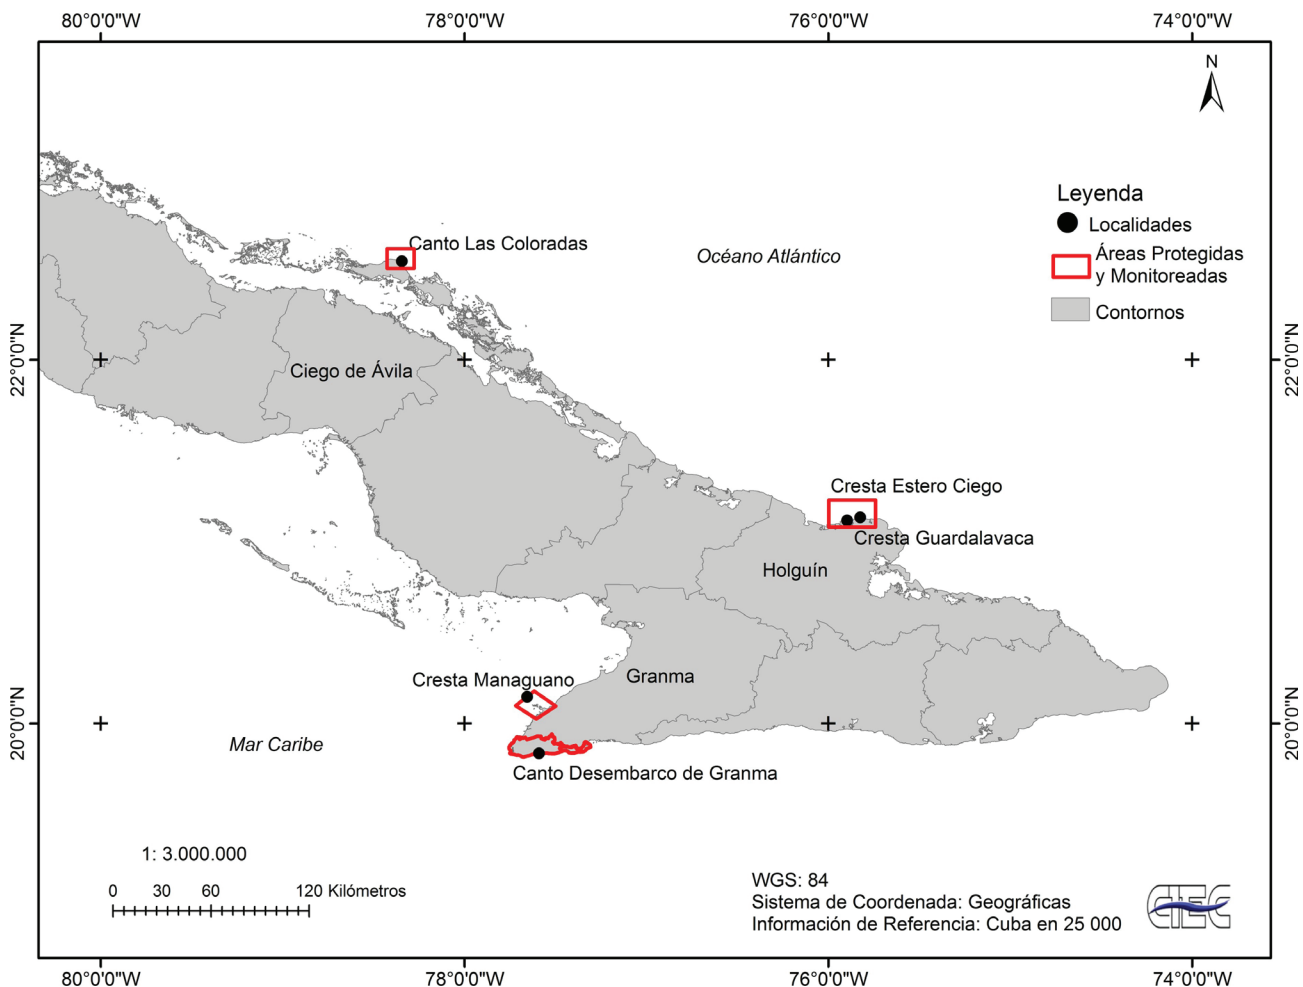 80°0'0"W
78°0'0"W
76°0'0"W
74°0'0"W
N
Leyenda
Localidades
Áreas Protegidas
y Monitoreadas
Contornos
Canto Las Coloradas
Océano Atlántico
22°0'0"N
22°0'0"N
Ciego de Ávila
Cresta Estero Ciego
Cresta Guardalavaca
Holguín
Cresta Managuano
Granma
20°0'0"N
20°0'0"N
Mar Caribe
Canto Desembarco de Granma
1: 3.000.000
0 30 60 120 Kilómetros
WGS: 84
Sistema de Coordenada: Geográficas
Información de Referencia: Cuba en 25 000
CIEC
80°0'0"W
78°0'0"W
76°0'0"W
74°0'0"W